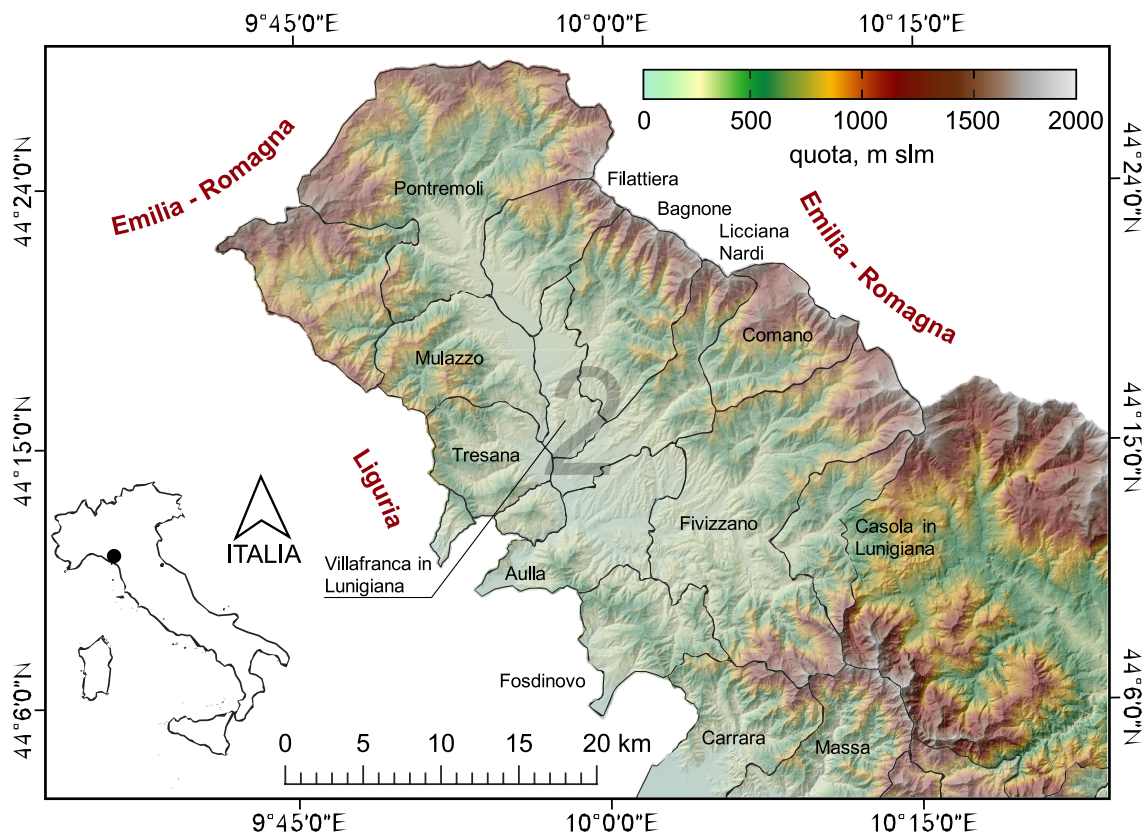 9°45'0"E
10°0'0"E
10°15'0"E
0
500
1000
1500
2000
quota, m slm
44°24'0"N
44°24'0"N
Emilia - Romagna
Emilia - Romagna
Pontremoli
Filattiera
Bagnone
Licciana
Nardi
Comano
Mulazzo
2
44°15'0"N
44°15'0"N
Liguria
Tresana
Fivizzano
Casola in
Lunigiana
ITALIA
Villafranca in
Lunigiana
Aulla
Fosdinovo
44°6'0"N
44°6'0"N
Carrara
Massa
0
5
10
15
20 km
9°45'0"E
10°0'0"E
10°15'0"E